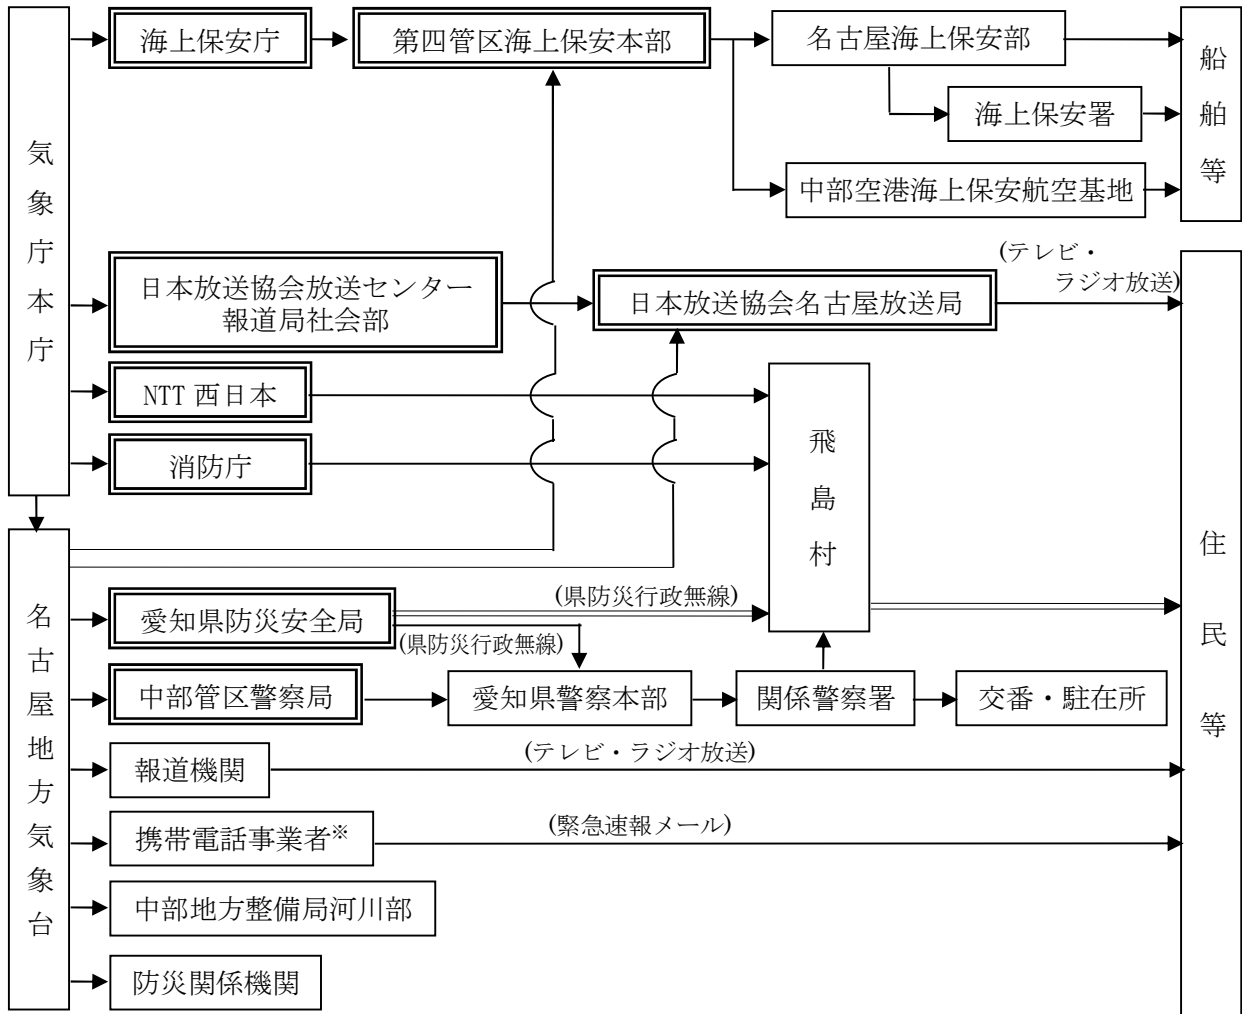 気象庁本庁
海上保安庁
第四管区海上保安本部
名古屋海上保安部
海上保安署
中部空港海上保安航空基地
船舶等
日本放送協会放送センター
報道局社会部
日本放送協会名古屋放送局
(テレビ・
ラジオ放送)
NTT 西日本
消防庁
飛島村
住民等
名古屋地方気象台
愛知県防災安全局
(県防災行政無線)
(県防災行政無線)
中部管区警察局
愛知県警察本部
関係警察署
交番・駐在所
報道機関
(テレビ・ラジオ放送)
携帯電話事業者※
(緊急速報メール)
中部地方整備局河川部
防災関係機関